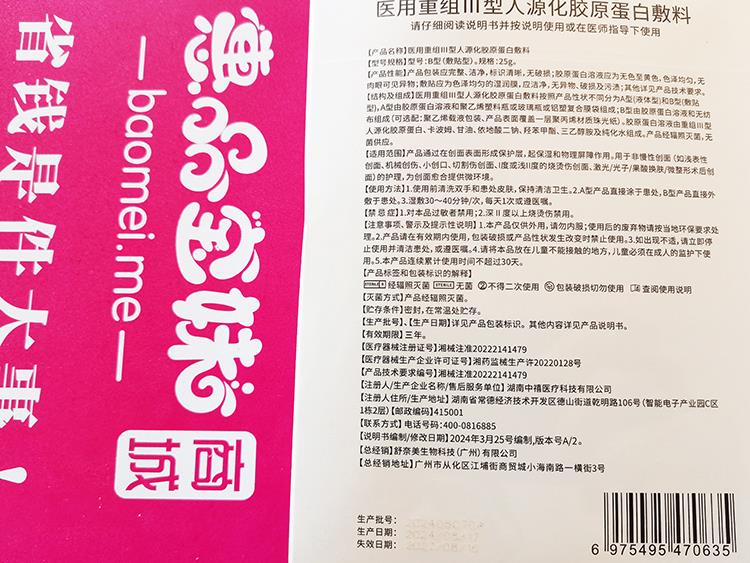 省钱是件大事！
惠品宝妹
baomei.me
商城
医用重组III型人源化胶原蛋白敷料
请仔细阅读说明书并按说明使用或在医师指导下使用
【产品名称】医用重组III型人源化胶原蛋白敷料
【型号规格】型号：B型（敷贴型）。规格：25g。
【产品性能】产品包装应完整、洁净，标识清晰，无破损；胶原蛋白溶液应为无色至黄色，色泽均匀，无
肉眼可见异物；敷贴应为色泽均匀的湿润膜，应洁净，无异物、破损及污渍；其他详见产品技术要求。
【结构及组成】医用重组III型人源化胶原蛋白敷料按照产品性状不同分为A型（液体型）和B型（敷
贴型），A型由胶原蛋白溶液和聚乙烯塑料瓶或玻璃瓶或铝塑复合膜袋组成；B型由胶原蛋白溶液和无纺
布组成（可选配：聚乙烯载液包袋、产品表面覆盖一层聚丙烯材质珠光纸）。胶原蛋白溶液由重组III型
人源化胶原蛋白、卡波姆、甘油、依地酸二钠、羟苯甲酯、三乙醇胺及纯化水组成。产品经辐照灭菌，无
菌供应。
【适用范围】产品通过在创面表面形成保护层，起保湿和物理屏障作用。用于非慢性创面（如浅表性
创面、机械创伤、小创口、切割伤创面、I度或浅II度的烧烫伤创面、激光/光子/果酸换肤/微整形术后创
面）的护理，为创面愈合提供微环境。
【使用方法】1.使用前清洗双手和患处皮肤，保持清洁卫生。2.A型产品直接涂于患处，B型产品直接外
敷于患处。3.湿敷30～40分钟/次，每天1次或遵医嘱。
【禁忌症】1.对本品过敏者禁用；2.深II度以上烧烫伤禁用。
【注意事项、警示及提示性说明】1.本产品仅供外用，请勿内服；使用后的废弃物请按当地环保要求处
理。2.产品请在有效期内使用，包装破损或产品性状发生改变时禁止使用。3.如出现不适，请立即停
止使用并清洁患处，或遵医嘱。4.请将本品放在儿童不能接触的地方，儿童必须在成人的监护下使
用。5.本产品连续累计使用时间不超过30天。
【产品标签和包装标识的解释】
STERILE R 经辐照灭菌 STERILE 无菌 2 不得二次使用 包装破损切勿使用 查阅使用说明
【灭菌方式】产品经辐照灭菌。
【贮存条件】密封，在常温处贮存。
【生产批号】、【生产日期】详见产品包装标识。其他内容详见产品说明书。
【有效期限】三年。
【医疗器械注册证号】湘械注准20222141479
【医疗器械生产企业许可证号】湘药监械生产许20220128号
【产品技术要求编号】湘械注准20222141479
【注册人/生产企业名称/售后服务单位】湖南中禧医疗科技有限公司
【注册人住所/生产地址】湖南省常德经济技术开发区德山街道乾明路106号（智能电子产业园C区
1栋2层）【邮政编码】415001
【联系方式】电话号码：400-0816885
【说明书编制/修改日期】2024年3月25号编制，版本号A/2。
【总经销】舒奈美生物科技（广州）有限公司
【总经销地址】广州市从化区江埔街商贸城小海南路一横街3号
生产批号：
生产日期：
失效日期：
6 975495 470635